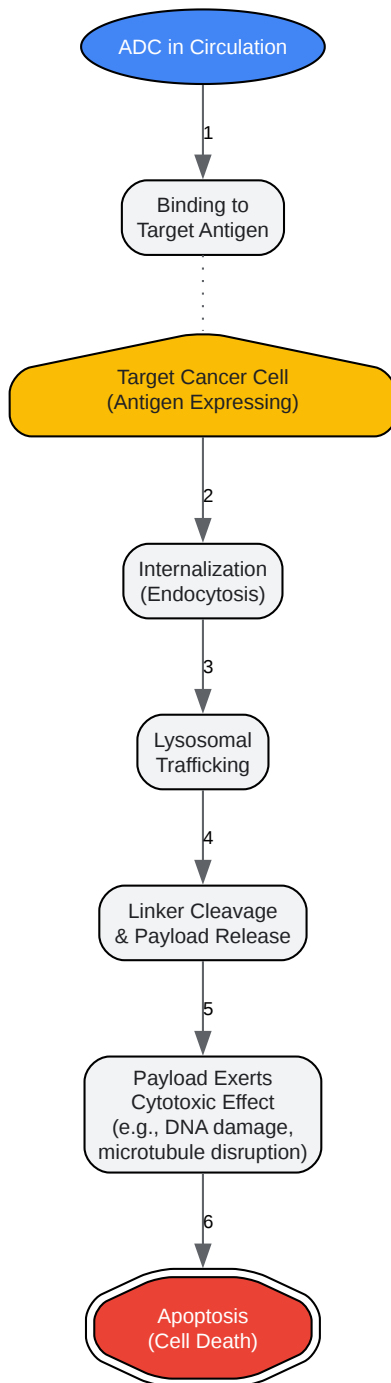 ADC in Circulation
1
Binding to
Target Antigen
Target Cancer Cell
(Antigen Expressing)
2
Internalization
(Endocytosis)
3
Lysosomal
Trafficking
4
Linker Cleavage
& Payload Release
5
Payload Exerts
Cytotoxic Effect
(e.g., DNA damage,
microtubule disruption)
6
Apoptosis
(Cell Death)